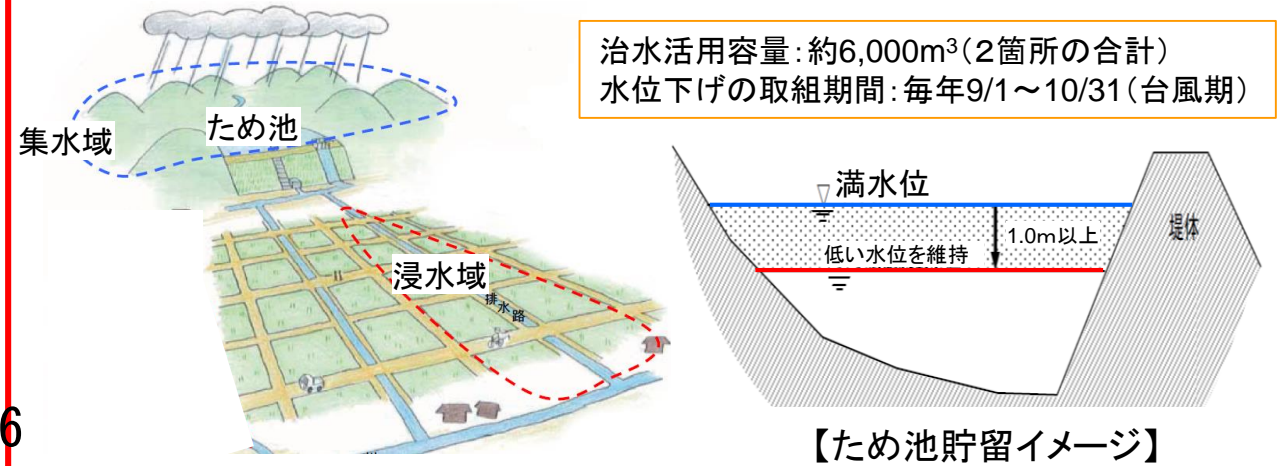 治水活用容量：約6,000m³（２箇所の合計）
水位下げの取組期間：毎年9/1～10/31（台風期）
集水域
ため池
浸水域
排水路
満水位
1.0m以上
低い水位を維持
堤体
【ため池貯留イメージ】
6